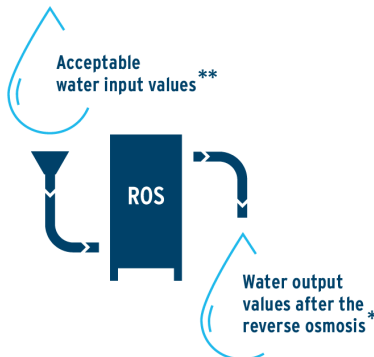 Acceptable
water input values**
ROS
Water output
values after the
reverse osmosis*